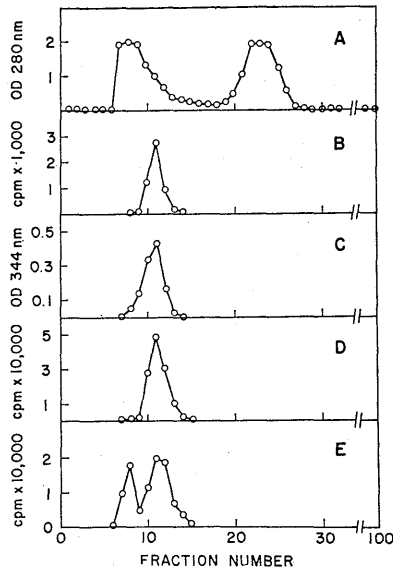 OD 280 nm
2
1
A
cpm x 1,000
3
2
1
B
OD 344 nm
0.5
0.3
0.1
C
cpm x 10,000
5
3
1
D
cpm x 10,000
2
1
0
E
0 10 20 30 100
FRACTION NUMBER